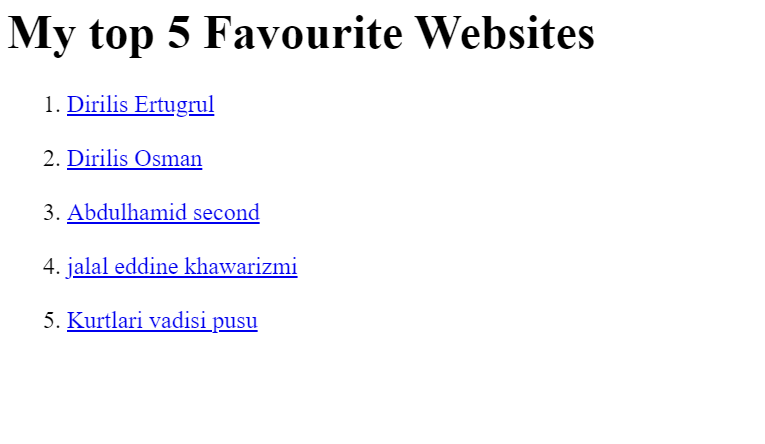 My top 5 Favourite Websites
1. Dirilis Ertugrul
2. Dirilis Osman
3. Abdulhamid second
4. jalal eddine khawarizmi
5. Kurtlari vadisi pusu